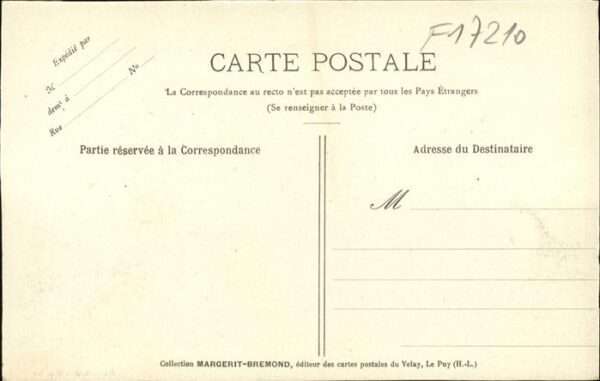 F17210
Expédié par
M
demt à
Rue
No
CARTE POSTALE
La Correspondance au recto n'est pas acceptée par tous les Pays Étrangers
(Se renseigner à la Poste)
Partie réservée à la Correspondance
Adresse du Destinataire
M
Collection MARGERIT-BREMOND, éditeur des cartes postales du Velay, Le Puy (H.-L.)